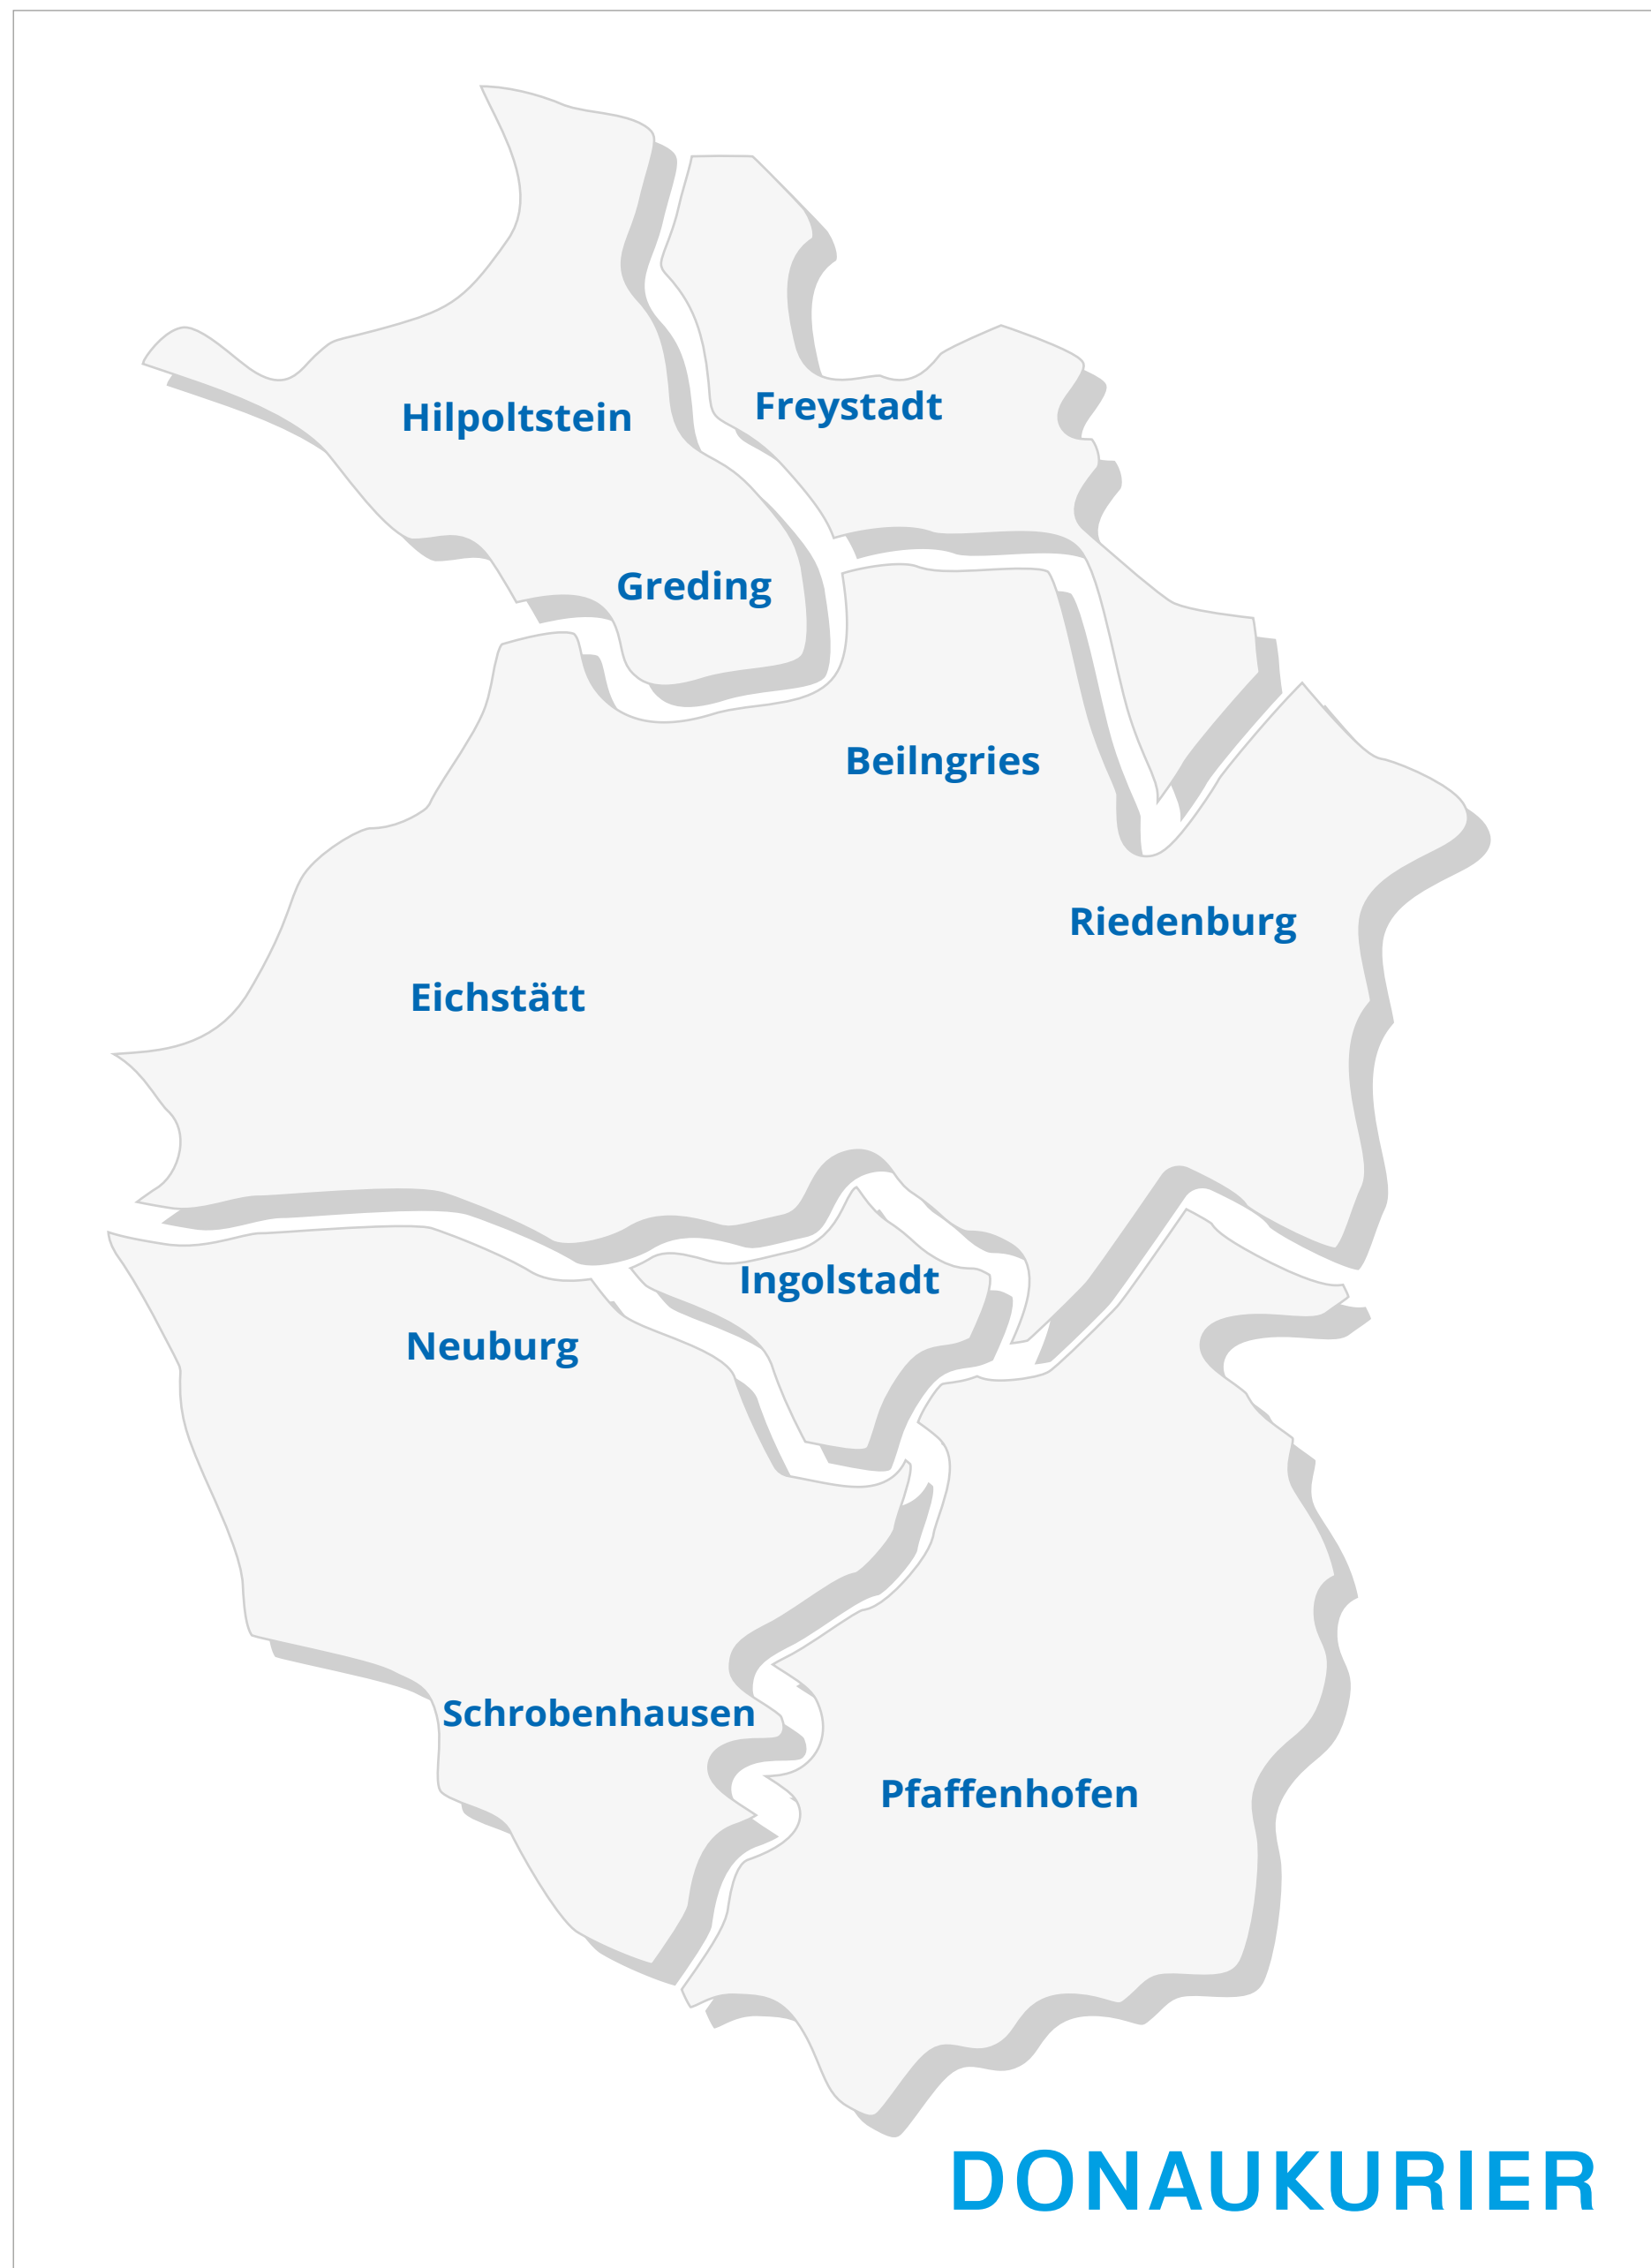 Freystadt
Hilpoltstein
Greding
Beilngries
Riedenburg
Eichstätt
Ingolstadt
Neuburg
Schrobenhausen
Pfaffenhofen
DONAUKURIER